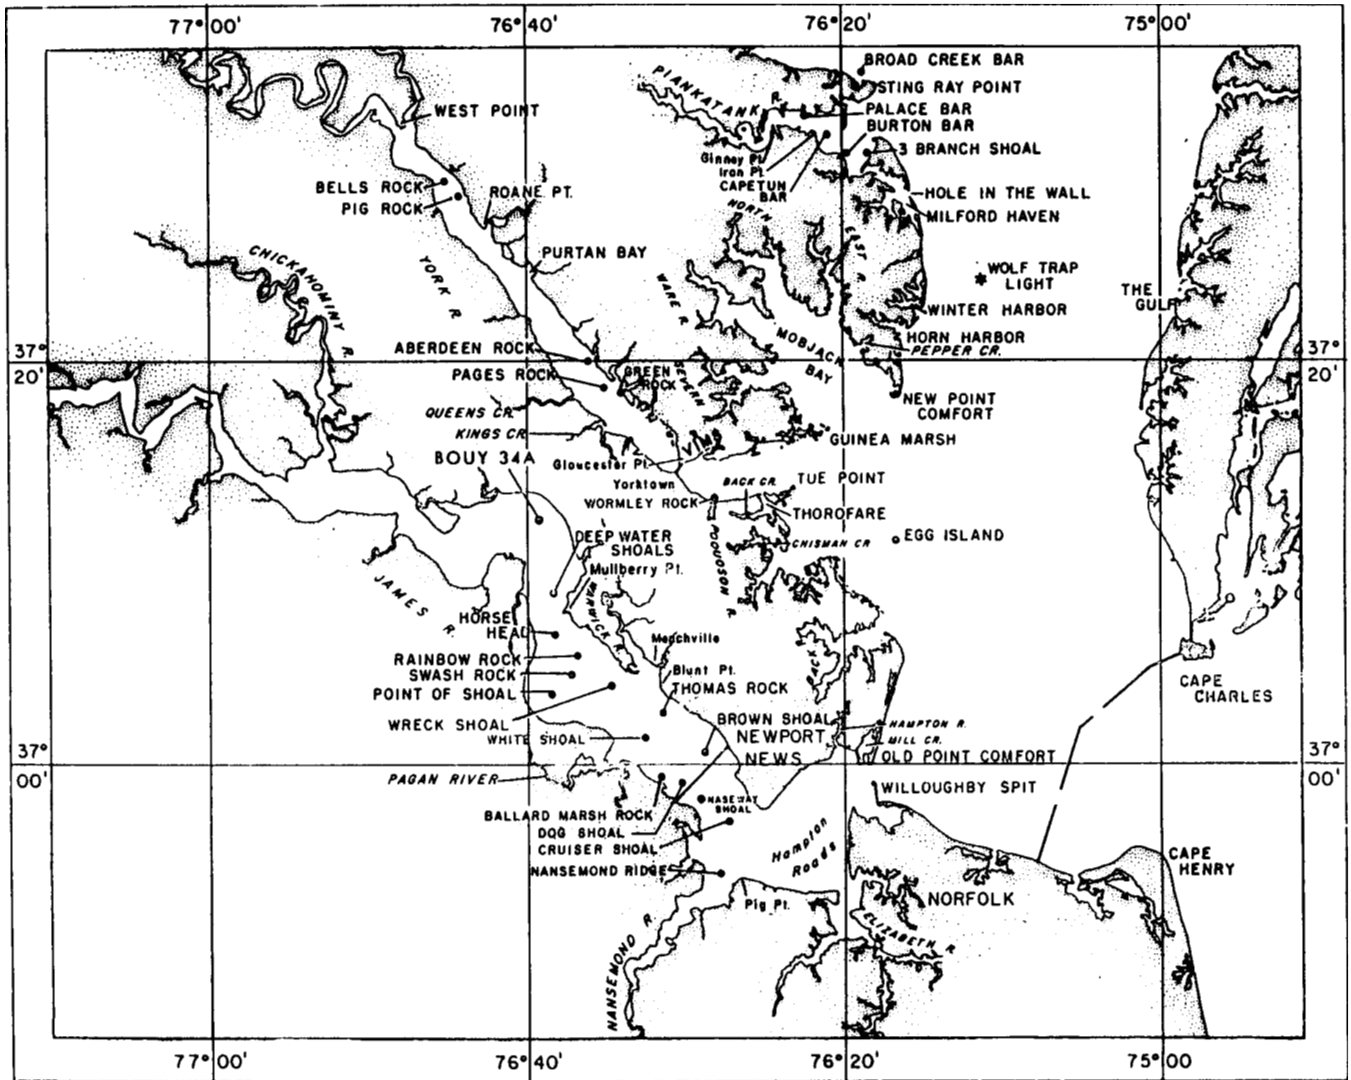 77° 00'
76° 40'
76° 20'
75° 00'
BROAD CREEK BAR
STING RAY POINT
PIANKATANK R.
PALACE BAR
BURTON BAR
WEST POINT
3 BRANCH SHOAL
Ginney Pt.
Iron Pt.
CAPETUN
BAR
BELLS ROCK
PIG ROCK
ROANE PT.
HOLE IN THE WALL
MILFORD HAVEN
NORTH
EAST R.
CHICKAHOMINY R.
YORK R.
PURTAN BAY
WARE R.
WOLF TRAP
LIGHT
THE
GULF
WINTER HARBOR
MOBJACK
BAY
HORN HARBOR
PEPPER CR.
ABERDEEN ROCK
37°
20'
37°
20'
PAGES ROCK
GREEN
ROCK
SEVERN
NEW POINT
COMFORT
QUEENS CR.
KINGS CR.
VIMS
GUINEA MARSH
BOUY 34A
Gloucester Pt.
Yorktown
BACK CR.
TUE POINT
WORMLEY ROCK
THOROFARE
POQUOSON R.
CHISMAN CR
EGG ISLAND
DEEP WATER
SHOALS
Mullberry Pt.
JAMES R.
WARWICK R.
HORSE
HEAD
Menchville
BACK
RAINBOW ROCK
SWASH ROCK
Blunt Pt.
POINT OF SHOAL
THOMAS ROCK
CAPE
CHARLES
WRECK SHOAL
BROWN SHOAL
HAMPTON R.
WHITE SHOAL
NEWPORT
NEWS
MILL CR.
OLD POINT COMFORT
37°
00'
37°
00'
PAGAN RIVER
WILLOUGHBY SPIT
NASEWAY
SHOAL
BALLARD MARSH ROCK
DOG SHOAL
CRUISER SHOAL
Hampton
Roads
CAPE
HENRY
NANSEMOND RIDGE
Pig Pt.
NORFOLK
ELIZABETH R.
NANSEMOND R.
77° 00'
76° 40'
76° 20'
75° 00'